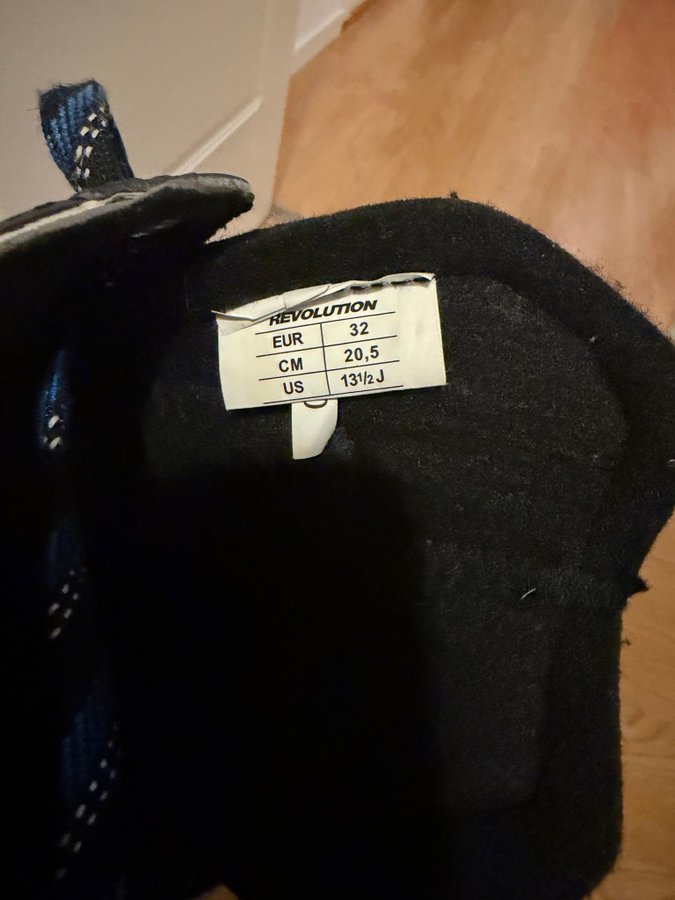 REVOLUTION
EUR 32
CM 20,5
US 13½J